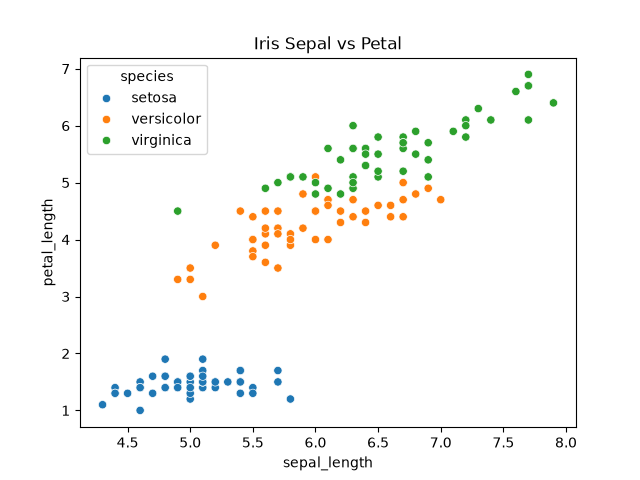 Iris Sepal vs Petal
species
setosa
versicolor
virginica
petal_length
7
6
5
4
3
2
1
4.5 5.0 5.5 6.0 6.5 7.0 7.5 8.0
sepal_length